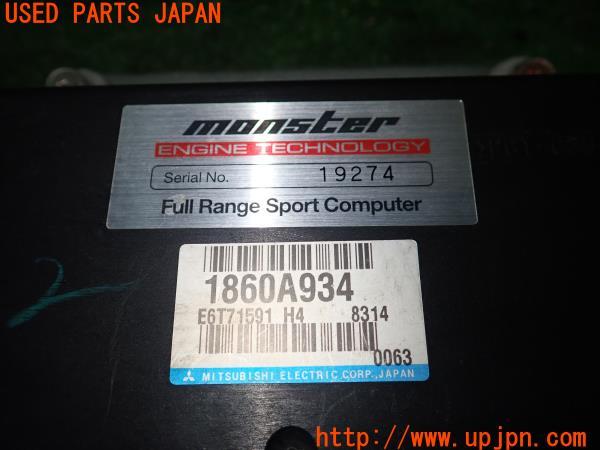 USED PARTS JAPAN
monster
ENGINE TECHNOLOGY
Serial No. 19274
Full Range Sport Computer
1860A934
E6T71591 H4 8314
0063
MITSUBISHI ELECTRIC CORP., JAPAN
2
http://www.upjpn.com